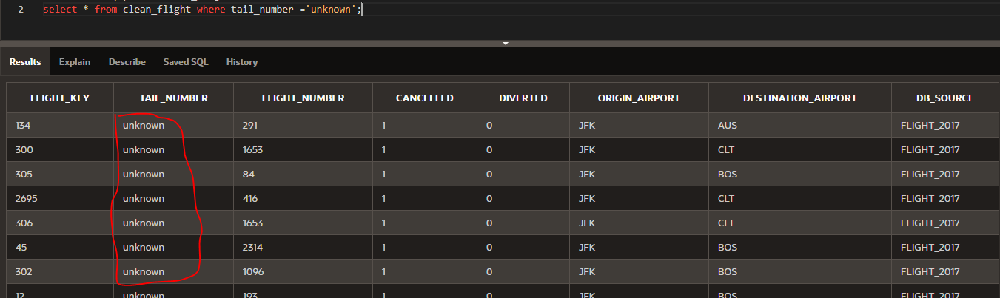 2 select * from clean_flight where tail_number ='unknown';
Results Explain Describe Saved SQL History
FLIGHT_KEY TAIL_NUMBER FLIGHT_NUMBER CANCELLED DIVERTED ORIGIN_AIRPORT DESTINATION_AIRPORT DB_SOURCE
134 unknown 291 1 0 JFK AUS FLIGHT_2017
300 unknown 1653 1 0 JFK CLT FLIGHT_2017
305 unknown 84 1 0 JFK BOS FLIGHT_2017
2695 unknown 416 1 0 JFK CLT FLIGHT_2017
306 unknown 1653 1 0 JFK CLT FLIGHT_2017
45 unknown 2314 1 0 JFK BOS FLIGHT_2017
302 unknown 1096 1 0 JFK BOS FLIGHT_2017
12 unknown 193 1 0 JFK BOS FLIGHT_2017